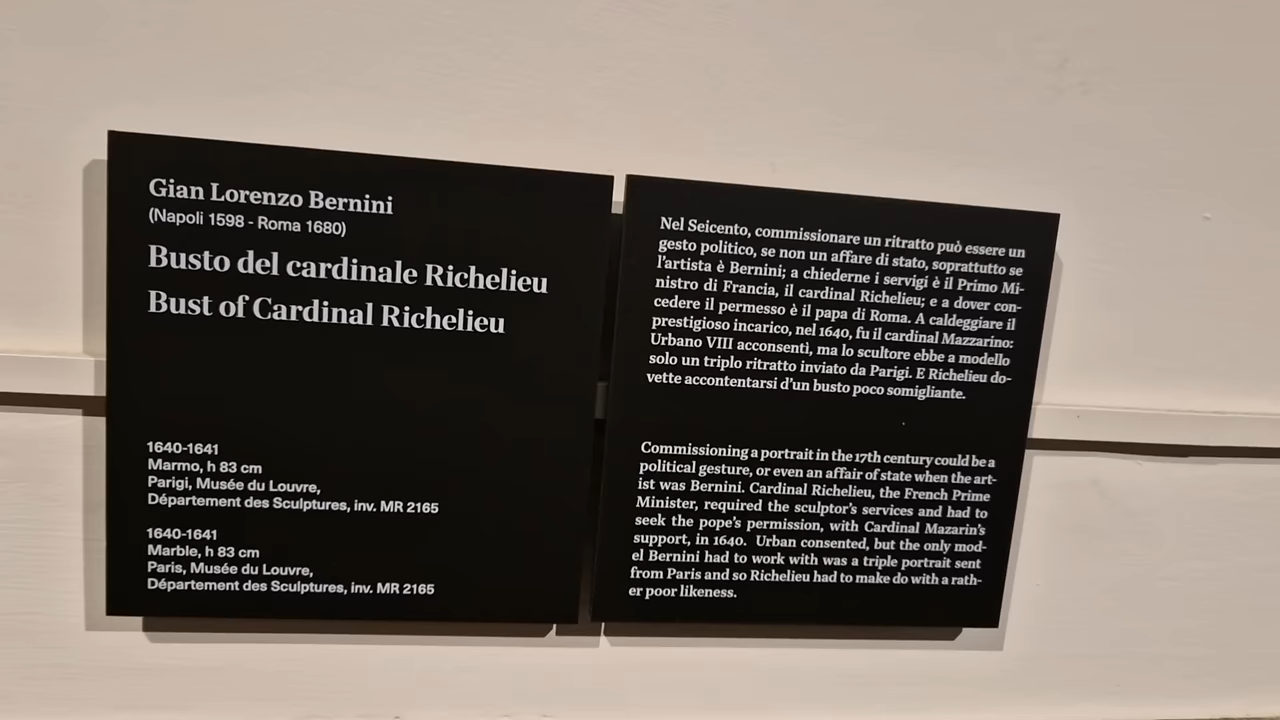 Gian Lorenzo Bernini
(Napoli 1598 - Roma 1680)
Busto del cardinale Richelieu
Bust of Cardinal Richelieu
1640-1641
Marmo, h 83 cm
Parigi, Musée du Louvre,
Département des Sculptures, inv. MR 2165
1640-1641
Marble, h 83 cm
Paris, Musée du Louvre,
Département des Sculptures, inv. MR 2165
Nel Seicento, commissionare un ritratto può essere un
gesto politico, se non un affare di stato, soprattutto se
l'artista è Bernini; a chiederne i servigi è il Primo Mi-
nistro di Francia, il cardinal Richelieu; e a dover con-
cedere il permesso è il papa di Roma. A caldeggiare il
prestigioso incarico, nel 1640, fu il cardinal Mazzarino:
Urbano VIII acconsentì, ma lo scultore ebbe a modello
solo un triplo ritratto inviato da Parigi. E Richelieu do-
vette accontentarsi d'un busto poco somigliante.
Commissioning a portrait in the 17th century could be a
political gesture, or even an affair of state when the art-
ist was Bernini. Cardinal Richelieu, the French Prime
Minister, required the sculptor's services and had to
seek the pope's permission, with Cardinal Mazarin's
support, in 1640. Urban consented, but the only mod-
el Bernini had to work with was a triple portrait sent
from Paris and so Richelieu had to make do with a rath-
er poor likeness.